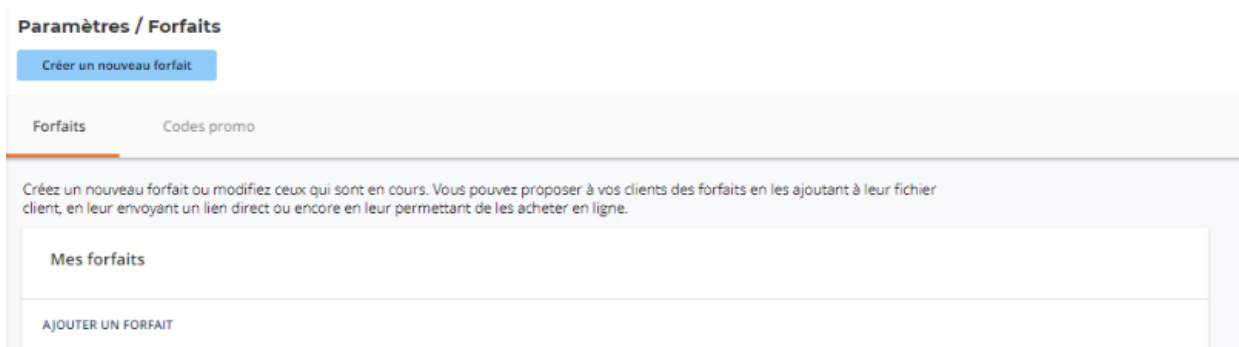 Paramètres / Forfaits
Créer un nouveau forfait
Forfaits
Codes promo
Créez un nouveau forfait ou modifiez ceux qui sont en cours. Vous pouvez proposer à vos clients des forfaits en les ajoutant à leur fichier
client, en leur envoyant un lien direct ou encore en leur permettant de les acheter en ligne.
Mes forfaits
AJOUTER UN FORFAIT